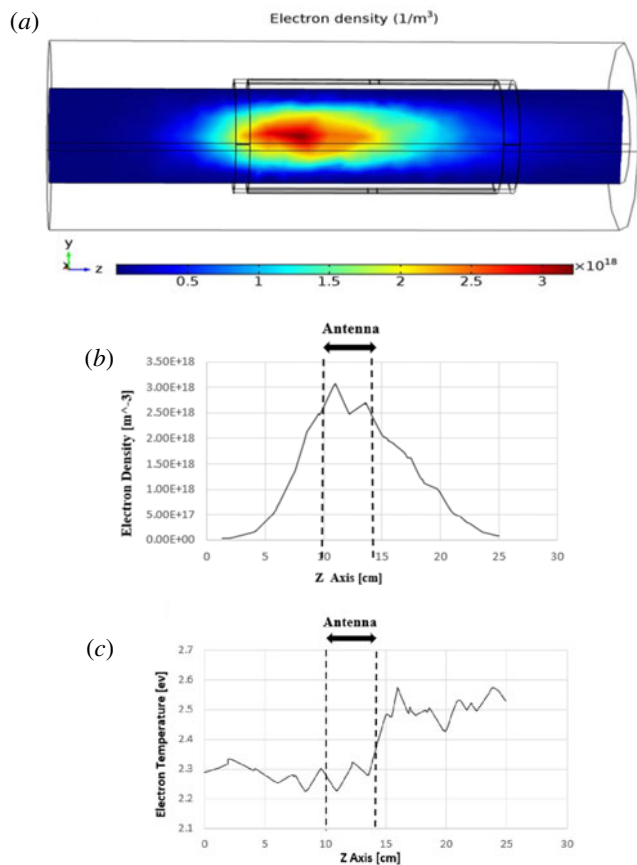 (a)
Electron density (1/m³)
y
x
z
0.5 1 1.5 2 2.5 3 ×10¹⁸
(b)
Antenna
Electron Density [m^-3]
3.50E+18
3.00E+18
2.50E+18
2.00E+18
1.50E+18
1.00E+18
5.00E+17
0.00E+00
0 5 10 15 20 25 30
Z Axis [cm]
(c)
Antenna
Electron Temperature [ev]
2.7
2.6
2.5
2.4
2.3
2.2
2.1
0 5 10 15 20 25 30
Z Axis [cm]